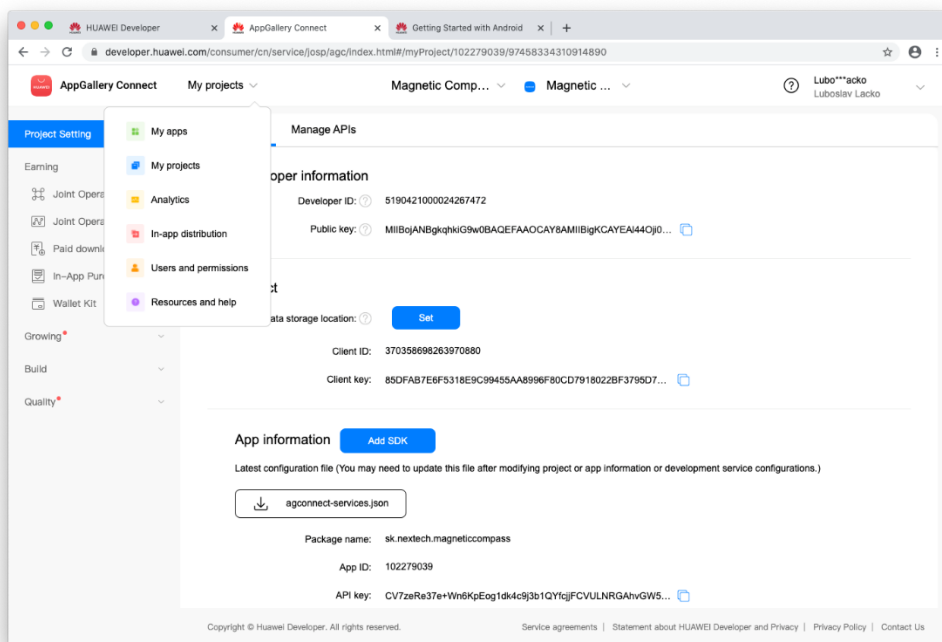 HUAWEI Developer
AppGallery Connect
Getting Started with Android
developer.huawei.com/consumer/cn/service/josp/agc/index.html#/myProject/102279039/97458334310914890
HUAWEI
AppGallery Connect
My projects
Magnetic Comp...
Magnetic ...
Lubo***acko
Luboslav Lacko
Project Setting
Earning
Joint Opera
Joint Opera
Paid downl
In-App Pur
Wallet Kit
Growing*
Build
Quality*
My apps
My projects
Analytics
In-app distribution
Users and permissions
Resources and help
Manage APIs
oper information
Developer ID: 5190421000024267472
Public key: MIIBojANBgkqhkiG9w0BAQEFAAOCAY8AMIIBigKCAYEAl44Oji0...
ct
ata storage location: Set
Client ID: 370358698263970880
Client key: 85DFAB7E6F5318E9C99455AA8996F80CD7918022BF3795D7...
App information Add SDK
Latest configuration file (You may need to update this file after modifying project or app information or development service configurations.)
agconnect-services.json
Package name: sk.nextech.magneticcompass
App ID: 102279039
API key: CV7zeRe37e+Wn6KpEog1dk4c9j3b1QYfcjjFCVULNRGAhvGW5...
Copyright © Huawei Developer. All rights reserved.
Service agreements | Statement about HUAWEI Developer and Privacy | Privacy Policy | Contact Us